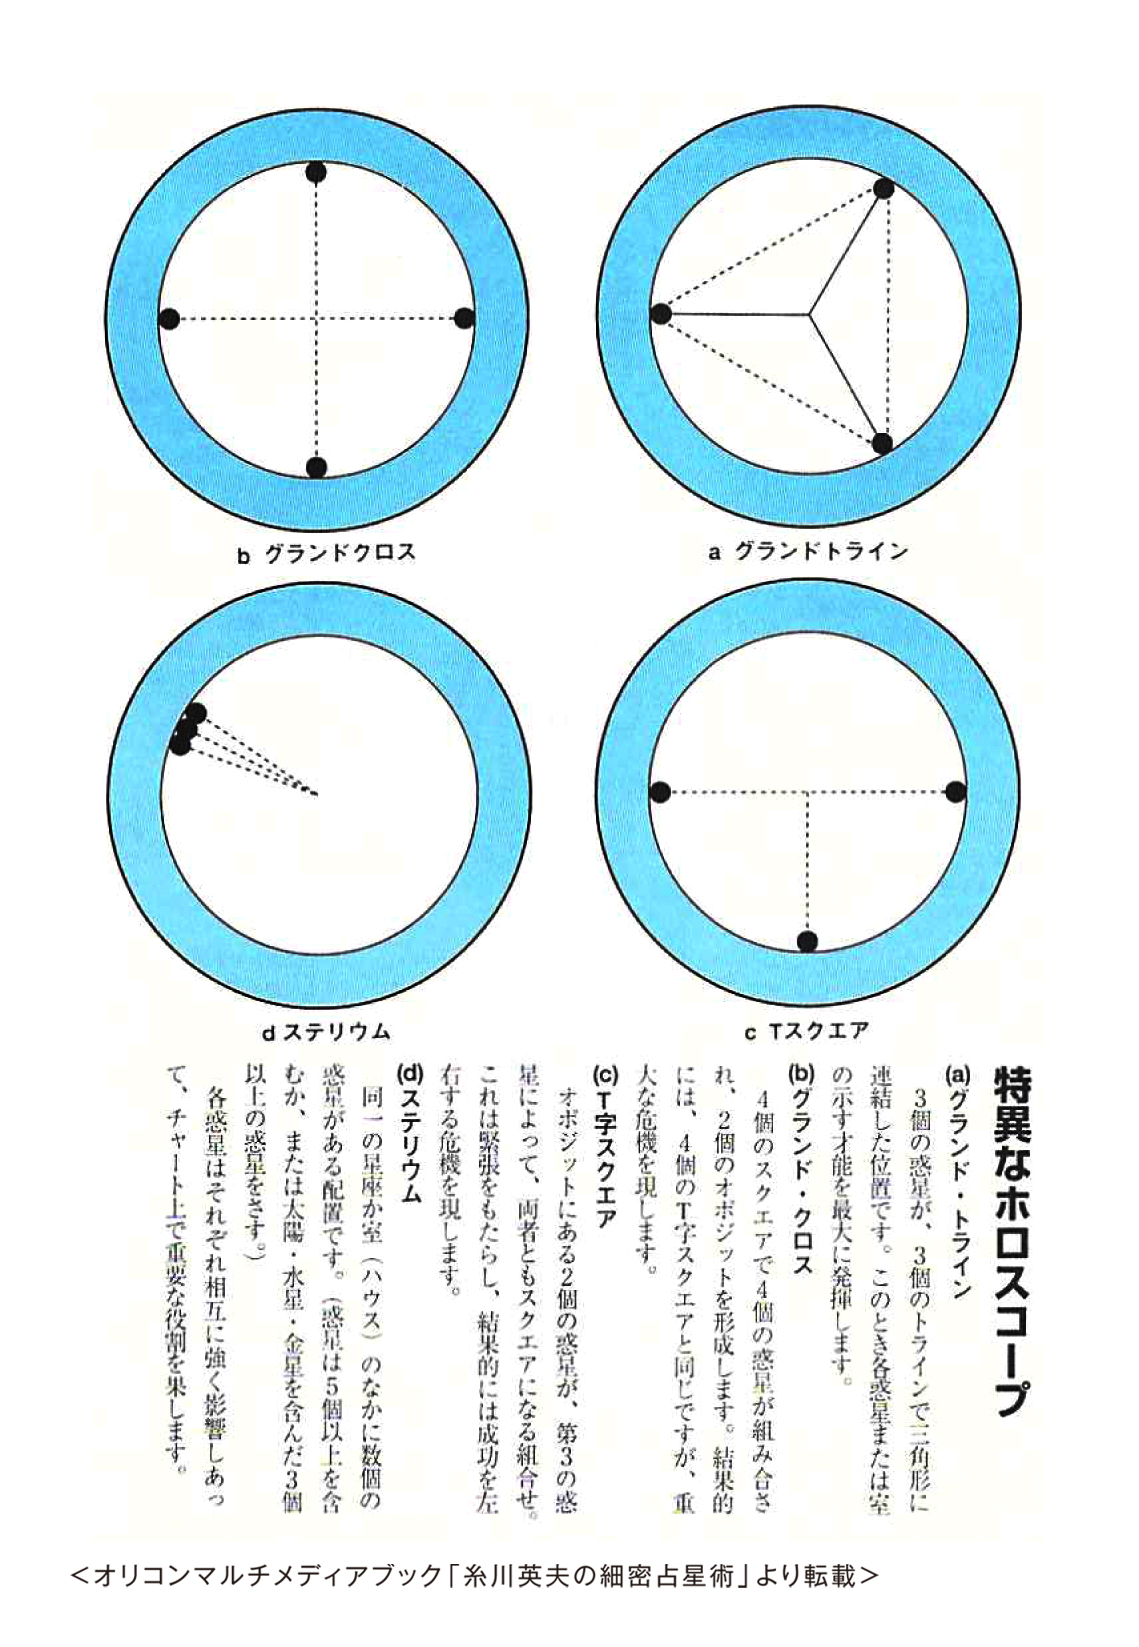 b グランドクロス
a グランドトライン
d ステリウム
c Tスクエア
特異なホロスコープ
(a)グランド・トライン
3個の惑星が、3個のトラインで三角形に
連結した位置です。このとき各惑星または室
の示す才能を最大に発揮します。
(b)グランド・クロス
4個のスクエアで4個の惑星が組み合さ
れ、2個のオポジットを形成します。結果的
には、4個のT字スクエアと同じですが、重
大な危機を現します。
(c)T字スクエア
オポジットにある2個の惑星が、第3の惑
星によって、両者ともスクエアになる組合せ。
これは緊張をもたらし、結果的には成功を左
右する危機を現します。
(d)ステリウム
同一の星座か室(ハウス)のなかに数個の
惑星がある配置です。(惑星は5個以上を含
むか、または太陽・水星・金星を含んだ3個
以上の惑星をさす。)
各惑星はそれぞれ相互に強く影響しあっ
て、チャート上で重要な役割を果します。
＜オリコンマルチメディアブック「糸川英夫の細密占星術」より転載＞